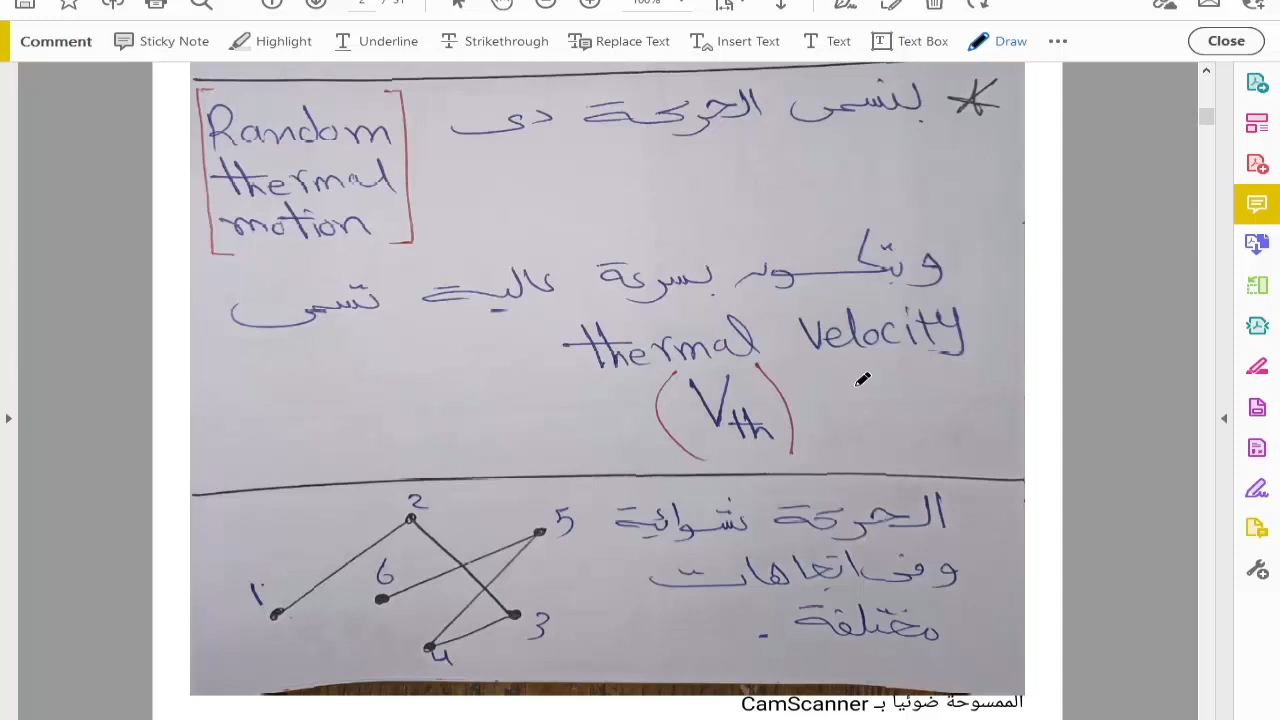 Comment Sticky Note Highlight Underline Strikethrough Replace Text Insert Text Text Text Box Draw Close
بنسمى الحركة دى
Random
thermal
motion
وبتكون بسرعة عالية تسمى
thermal velocity
(Vth)
الحركة عشوائية
وفى اتجاهات
مختلفة .
1
2
3
4
5
6
الممسوحة ضوئيا بـ CamScanner